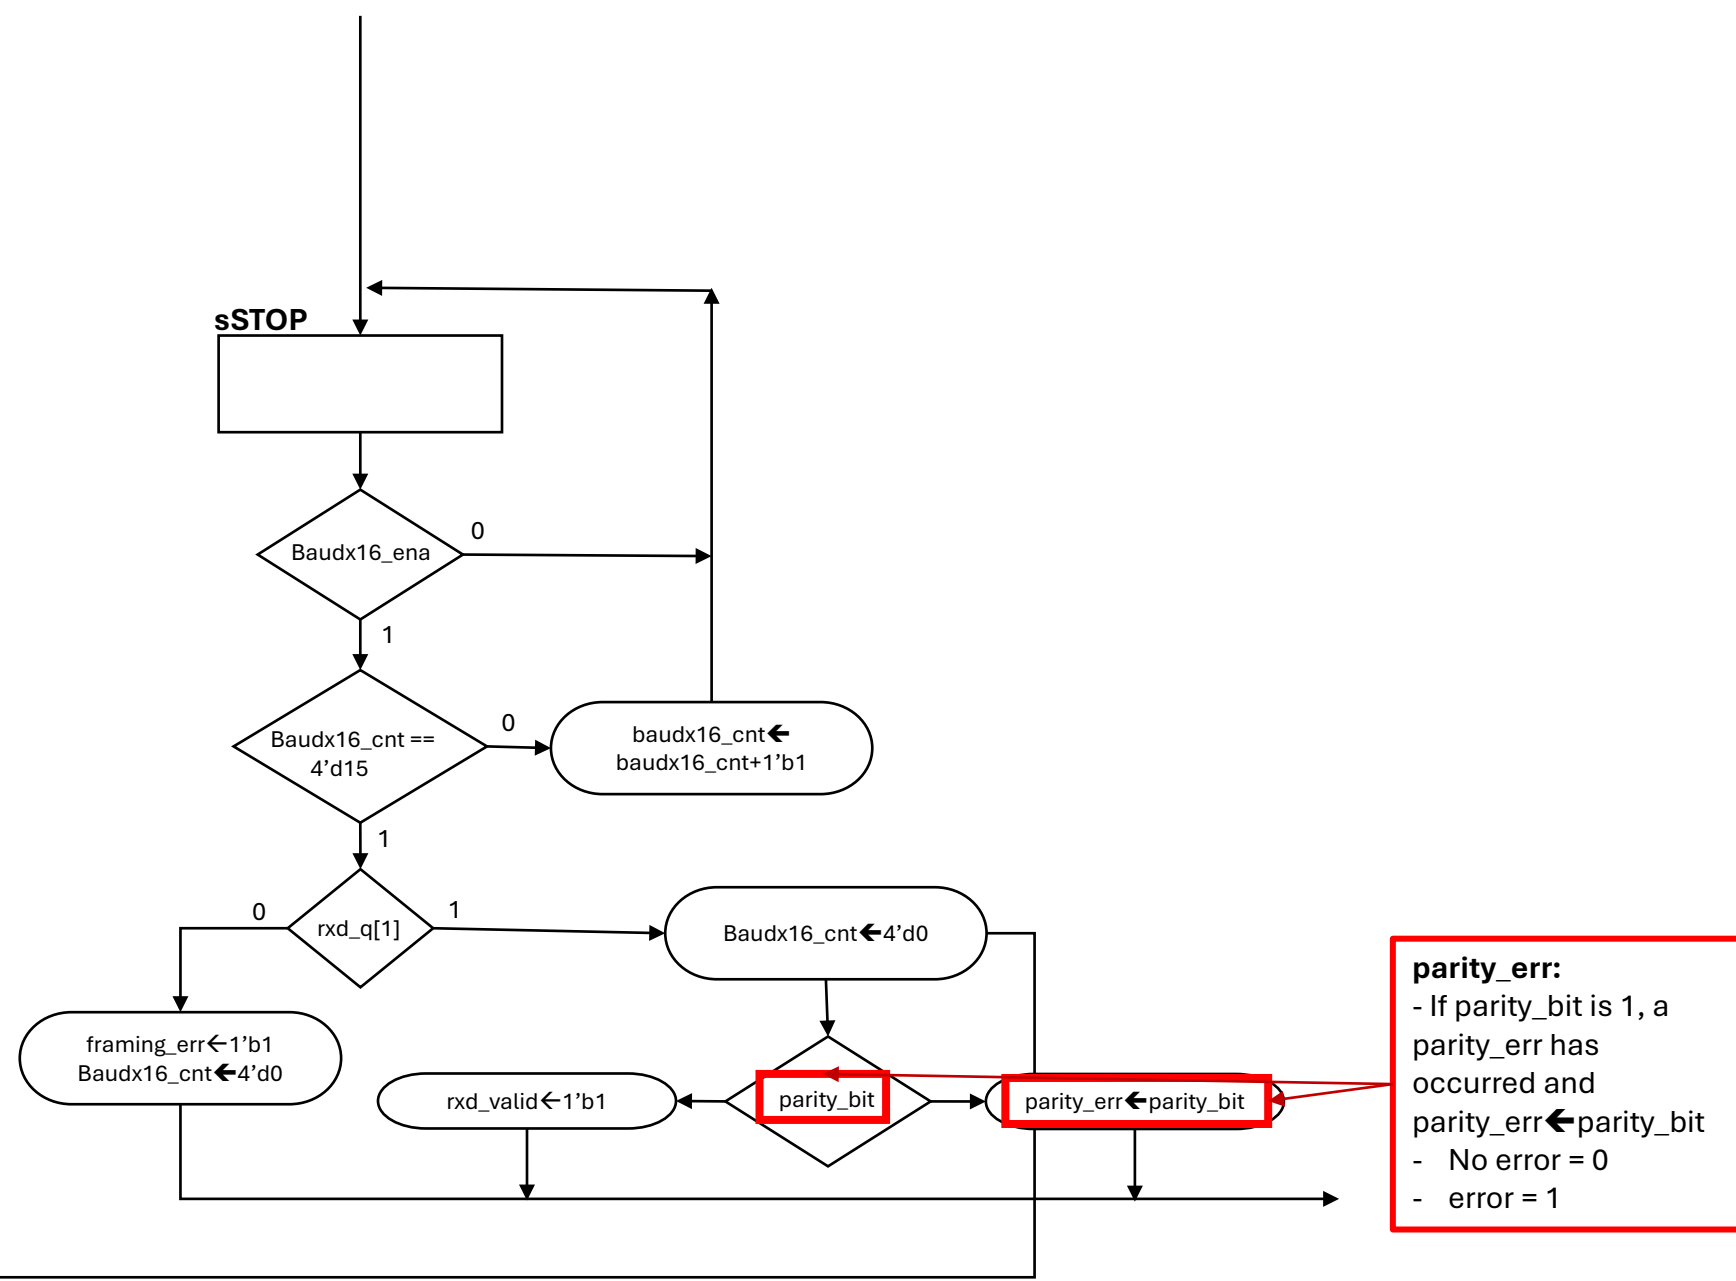 sSTOP
Baudx16_ena
0
1
Baudx16_cnt ==
4’d15
0
baudx16_cnt🡸
baudx16_cnt+1’b1
1
rxd_q[1]
0
1
Baudx16_cnt🡸4’d0
framing_err←1’b1
Baudx16_cnt🡸4’d0
rxd_valid←1’b1
parity_bit
parity_err🡸parity_bit
parity_err:
- If parity_bit is 1, a
parity_err has
occurred and
parity_err🡸parity_bit
- No error = 0
- error = 1